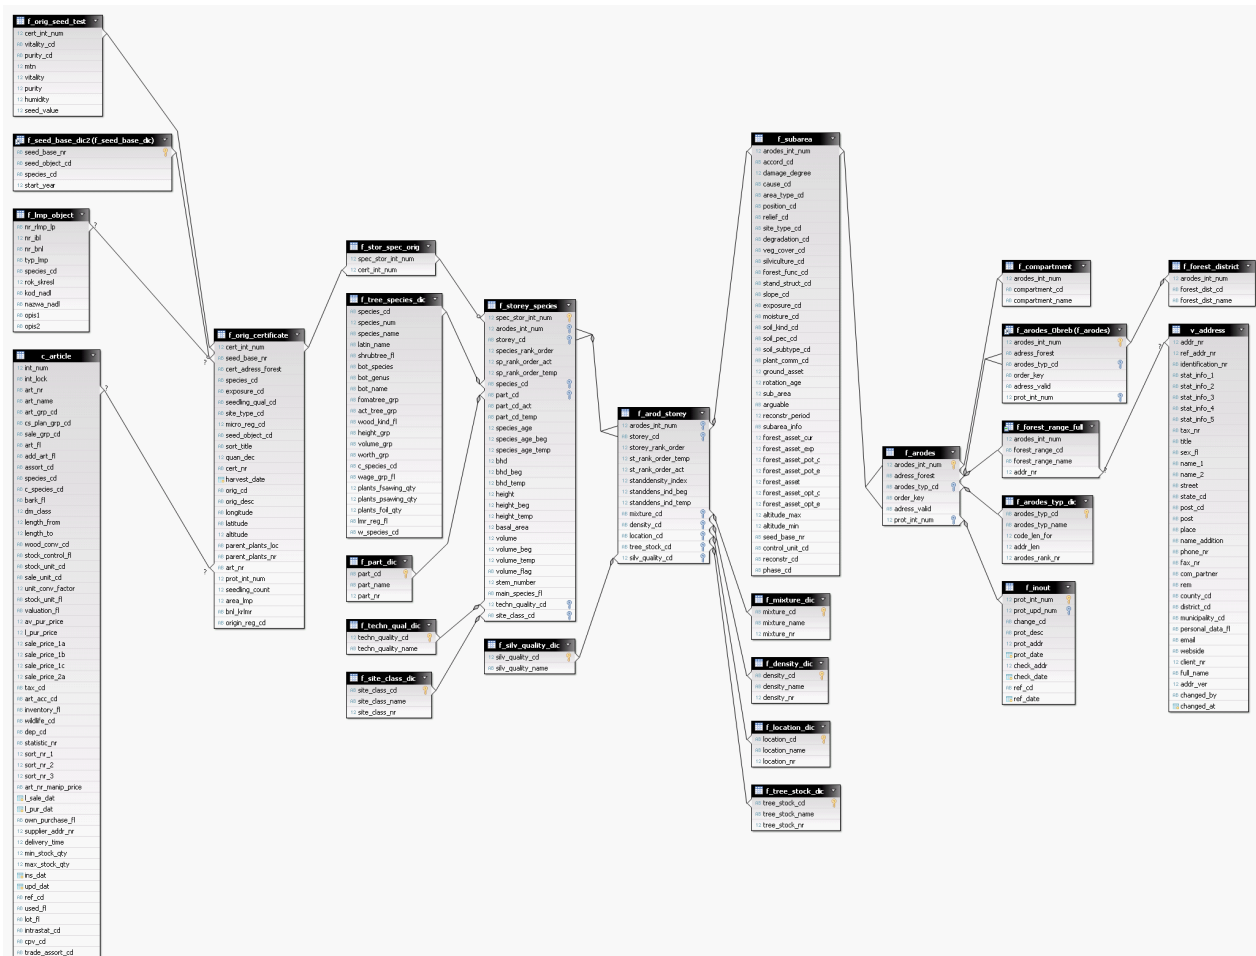 f_orig_seed_test
cert_int_num
vitality_cd
purity_cd
mtn
vitality
purity
humidity
seed_value
f_seed_base_dic2 (f_seed_base_dic)
seed_base_nr
seed_object_cd
species_cd
start_year
f_lmp_object
nr_rlmp_lp
nr_ibl
nr_bnl
typ_lmp
species_cd
rok_skresl
kod_nadl
nazwa_nadl
opis1
opis2
c_article
int_num
int_lock
art_nr
art_name
art_grp_cd
cs_plan_grp_cd
sale_grp_cd
art_fl
add_art_fl
assort_cd
species_cd
c_species_cd
bark_fl
dm_class
length_from
length_to
wood_conv_cd
stock_control_fl
stock_unit_cd
sale_unit_cd
unit_conv_factor
stock_unit_fl
valuation_fl
av_pur_price
l_pur_price
sale_price_1a
sale_price_1b
sale_price_1c
sale_price_2a
tax_cd
art_acc_cd
inventory_fl
wildlife_cd
dep_cd
statistic_nr
sort_nr_1
sort_nr_2
sort_nr_3
art_nr_manip_price
l_sale_dat
l_pur_dat
own_purchase_fl
supplier_addr_nr
delivery_time
min_stock_qty
max_stock_qty
ins_dat
upd_dat
ref_cd
used_fl
lot_fl
intrastat_cd
cpv_cd
trade_assort_cd
f_orig_certificate
cert_int_num
seed_base_nr
cert_adress_forest
species_cd
exposure_cd
seedling_qual_cd
site_type_cd
micro_reg_cd
seed_object_cd
sort_title
quan_dec
cert_nr
harvest_date
orig_cd
orig_desc
longitude
latitude
altitude
parent_plants_loc
parent_plants_nr
art_nr
prot_int_num
seedling_count
area_lmp
bnl_krlmr
origin_reg_cd
f_stor_spec_orig
spec_stor_int_num
cert_int_num
f_tree_species_dic
species_cd
species_num
species_name
latin_name
shrubtree_fl
bot_species
bot_genus
bot_name
fomatree_grp
act_tree_grp
wood_kind_fl
height_grp
volume_grp
worth_grp
c_species_cd
wage_grp_fl
plants_fsawing_qty
plants_psawing_qty
plants_foil_qty
lmr_reg_fl
w_species_cd
f_part_dic
part_cd
part_name
part_nr
f_techn_qual_dic
techn_quality_cd
techn_quality_name
f_site_class_dic
site_class_cd
site_class_name
site_class_nr
f_storey_species
spec_stor_int_num
arodes_int_num
storey_cd
species_rank_order
sp_rank_order_act
sp_rank_order_temp
species_cd
part_cd
part_cd_act
part_cd_temp
species_age
species_age_beg
species_age_temp
bhd
bhd_beg
bhd_temp
height
height_beg
height_temp
basal_area
volume
volume_beg
volume_temp
volume_flag
stem_number
main_species_fl
techn_quality_cd
site_class_cd
f_silv_quality_dic
silv_quality_cd
silv_quality_name
f_arod_storey
arodes_int_num
storey_cd
storey_rank_order
st_rank_order_temp
st_rank_order_act
standdensity_index
standdens_ind_beg
standdens_ind_temp
mixture_cd
density_cd
location_cd
tree_stock_cd
silv_quality_cd
f_subarea
arodes_int_num
accord_cd
damage_degree
cause_cd
area_type_cd
position_cd
relief_cd
site_type_cd
degradation_cd
veg_cover_cd
silviculture_cd
forest_func_cd
stand_struct_cd
slope_cd
exposure_cd
moisture_cd
soil_kind_cd
soil_pec_cd
soil_subtype_cd
plant_comm_cd
ground_asset
rotation_age
sub_area
arguable
reconstr_period
subarea_info
forest_asset_cur
forest_asset_exp
forest_asset_pot_c
forest_asset_pot_e
forest_asset
forest_asset_opt_c
forest_asset_opt_e
altitude_max
altitude_min
seed_base_nr
control_unit_cd
reconstr_cd
phase_cd
f_mixture_dic
mixture_cd
mixture_name
mixture_nr
f_density_dic
density_cd
density_name
density_nr
f_location_dic
location_cd
location_name
location_nr
f_tree_stock_dic
tree_stock_cd
tree_stock_name
tree_stock_nr
f_arodes
arodes_int_num
adress_forest
arodes_typ_cd
order_key
adress_valid
prot_int_num
f_compartment
arodes_int_num
compartment_cd
compartment_name
f_arodes_Obreb (f_arodes)
arodes_int_num
adress_forest
arodes_typ_cd
order_key
adress_valid
prot_int_num
f_forest_range_full
arodes_int_num
forest_range_cd
forest_range_name
addr_nr
f_arodes_typ_dic
arodes_typ_cd
arodes_typ_name
code_len_for
addr_len
arodes_rank_nr
f_inout
prot_int_num
prot_upd_num
change_cd
prot_desc
prot_addr
prot_date
check_addr
check_date
ref_cd
ref_date
f_forest_district
arodes_int_num
forest_dist_cd
forest_dist_name
v_address
addr_nr
ref_addr_nr
identification_nr
stat_info_1
stat_info_2
stat_info_3
stat_info_4
stat_info_5
tax_nr
title
sex_fl
name_1
name_2
street
state_cd
post_cd
post
place
name_addition
phone_nr
fax_nr
com_partner
rem
county_cd
district_cd
municipality_cd
personal_data_fl
email
webside
client_nr
full_name
addr_ver
changed_by
changed_at